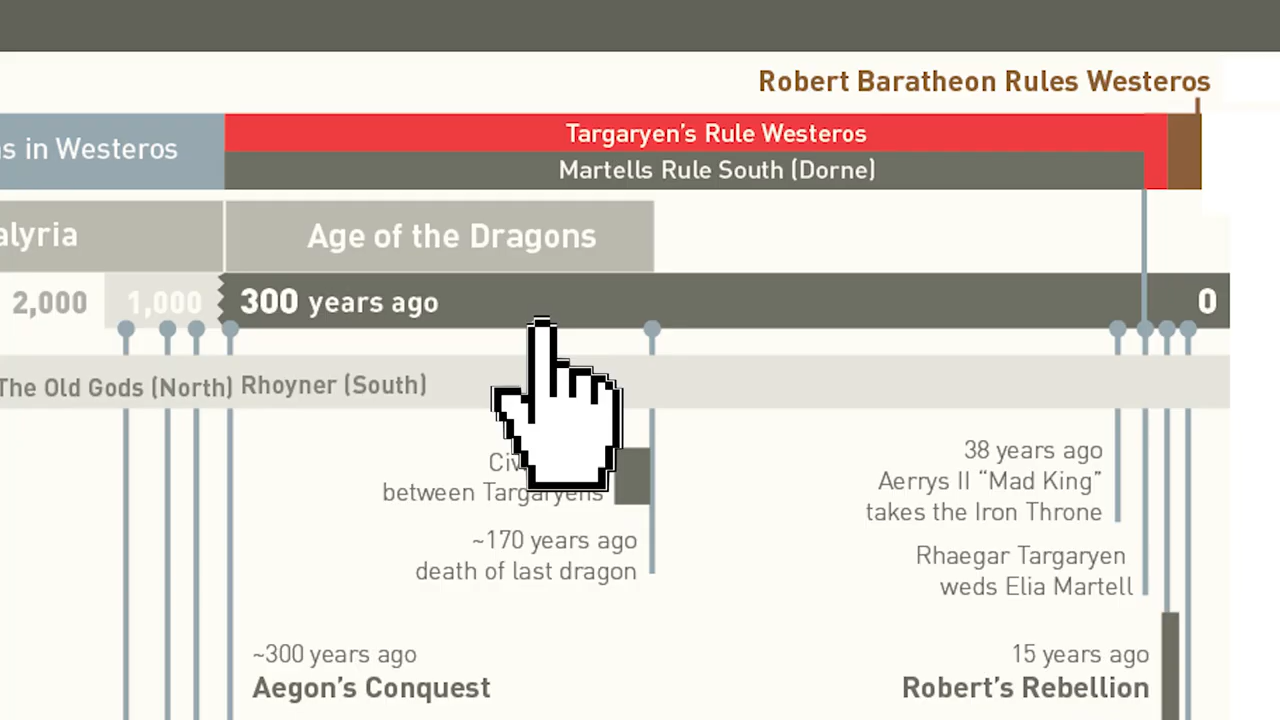 Robert Baratheon Rules Westeros
s in Westeros
Targaryen's Rule Westeros
Martells Rule South (Dorne)
alyria
Age of the Dragons
2,000
1,000
300 years ago
0
The Old Gods (North)
Rhoyner (South)
between Targaryens
~170 years ago
death of last dragon
38 years ago
Aerrys II “Mad King”
takes the Iron Throne
Rhaegar Targaryen
weds Elia Martell
~300 years ago
Aegon's Conquest
15 years ago
Robert's Rebellion